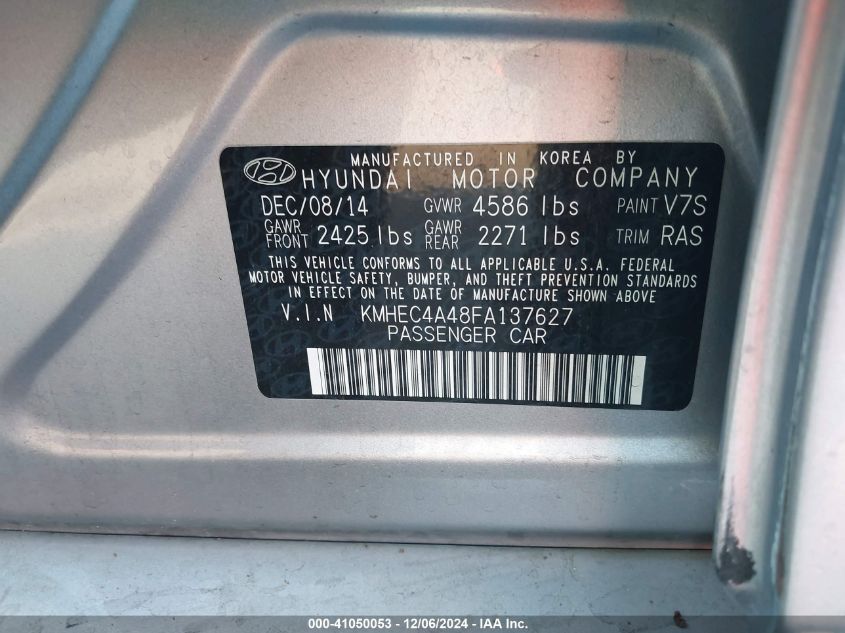 MANUFACTURED IN KOREA BY
HYUNDAI MOTOR COMPANY
DEC/08/14 GVWR 4586 lbs PAINT V7S
GAWR FRONT 2425 lbs GAWR REAR 2271 lbs TRIM RAS
THIS VEHICLE CONFORMS TO ALL APPLICABLE U.S.A. FEDERAL
MOTOR VEHICLE SAFETY, BUMPER, AND THEFT PREVENTION STANDARDS
IN EFFECT ON THE DATE OF MANUFACTURE SHOWN ABOVE
V.I.N KMHEC4A48FA137627
PASSENGER CAR
000-41050053 - 12/06/2024 - IAA Inc.